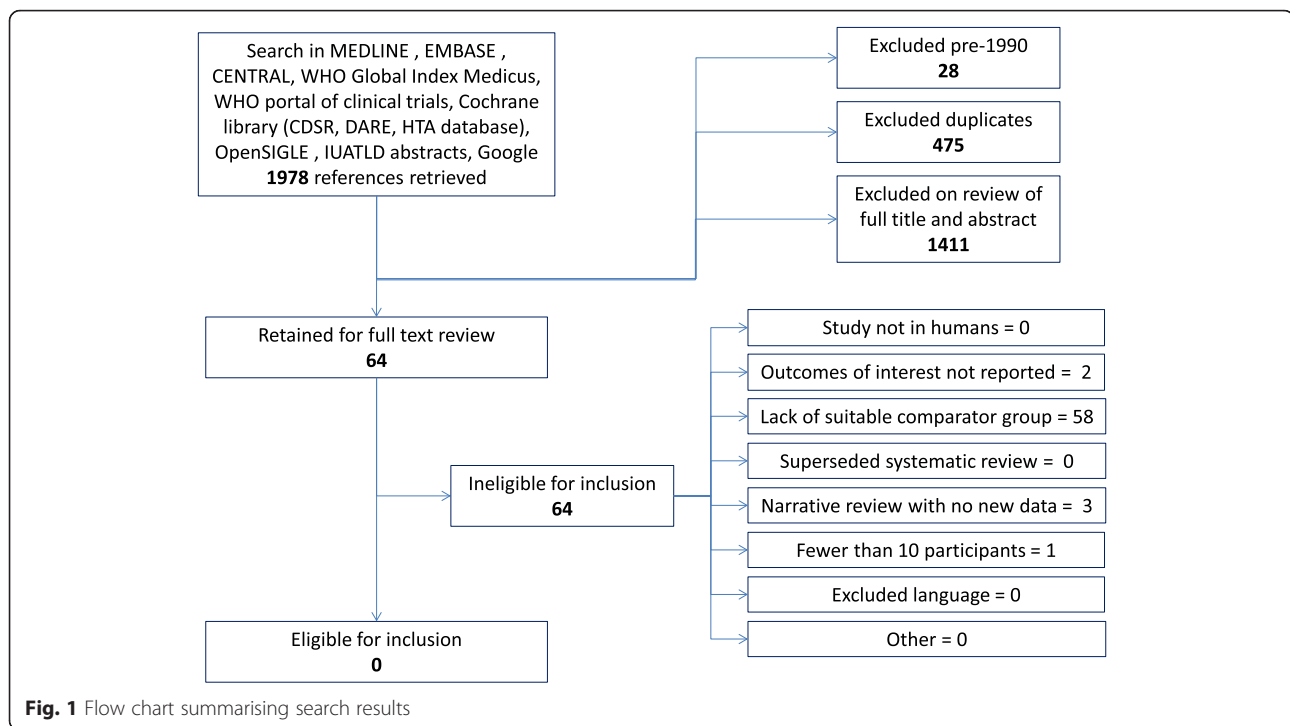 Search in MEDLINE , EMBASE ,
CENTRAL, WHO Global Index Medicus,
WHO portal of clinical trials, Cochrane
library (CDSR, DARE, HTA database),
OpenSIGLE , IUATLD abstracts, Google
1978 references retrieved
Excluded pre-1990
28
Excluded duplicates
475
Excluded on review of
full title and abstract
1411
Retained for full text review
64
Ineligible for inclusion
64
Study not in humans = 0
Outcomes of interest not reported = 2
Lack of suitable comparator group = 58
Superseded systematic review = 0
Narrative review with no new data = 3
Fewer than 10 participants = 1
Excluded language = 0
Other = 0
Eligible for inclusion
0
Fig. 1 Flow chart summarising search results